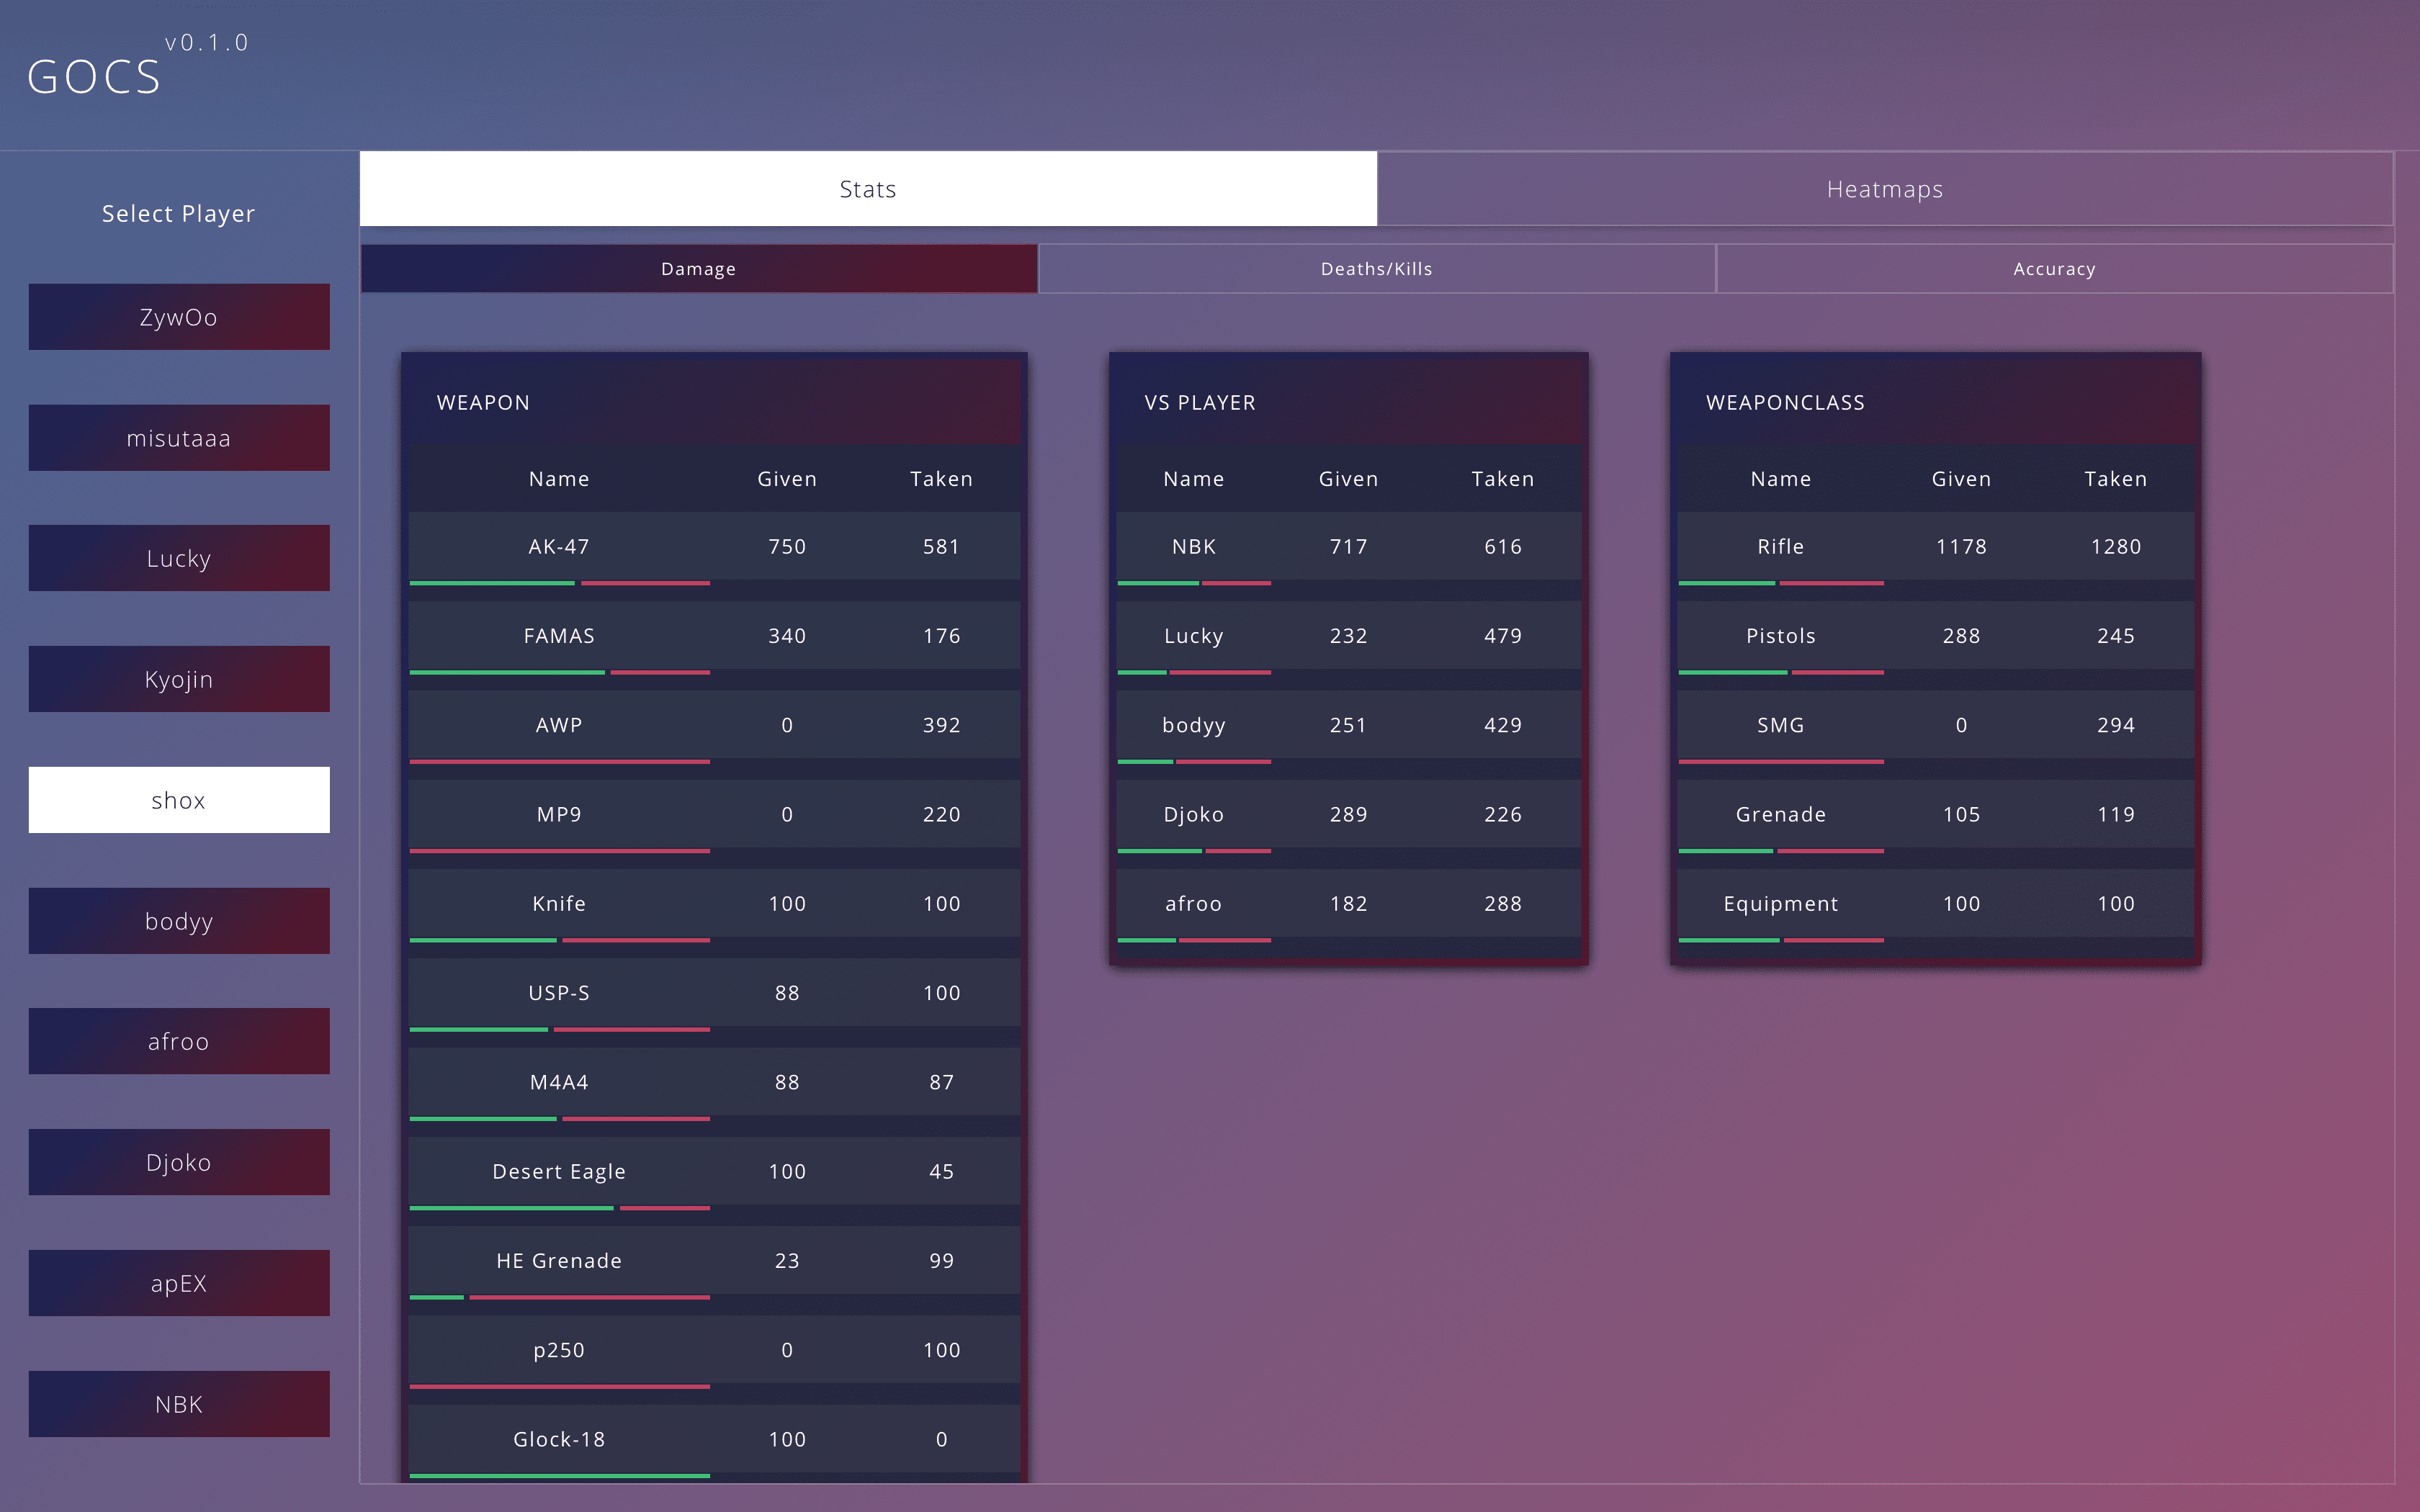 GOCS v0.1.0
Select Player
ZywOo
misutaaa
Lucky
Kyojin
shox
bodyy
afroo
Djoko
apEX
NBK
Stats Heatmaps
Damage Deaths/Kills Accuracy
WEAPON
Name Given Taken
AK-47 750 581
FAMAS 340 176
AWP 0 392
MP9 0 220
Knife 100 100
USP-S 88 100
M4A4 88 87
Desert Eagle 100 45
HE Grenade 23 99
p250 0 100
Glock-18 100 0
VS PLAYER
Name Given Taken
NBK 717 616
Lucky 232 479
bodyy 251 429
Djoko 289 226
afroo 182 288
WEAPONCLASS
Name Given Taken
Rifle 1178 1280
Pistols 288 245
SMG 0 294
Grenade 105 119
Equipment 100 100